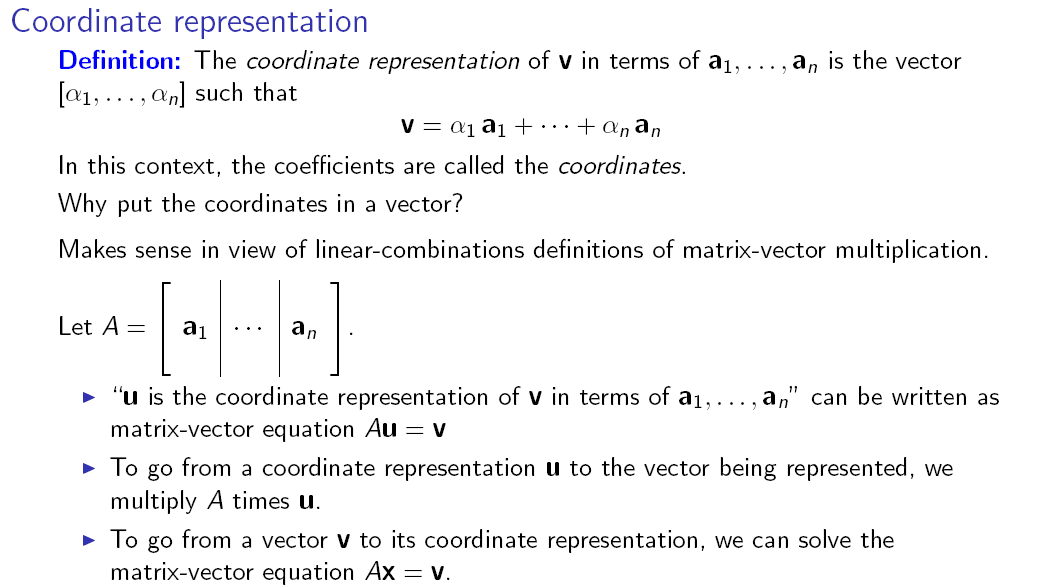 Coordinate representation
Definition: The coordinate representation of v in terms of a₁, . . . , aₙ is the vector
[α₁, . . . , αₙ] such that
v = α₁ a₁ + · · · + αₙ aₙ
In this context, the coefficients are called the coordinates.
Why put the coordinates in a vector?
Makes sense in view of linear-combinations definitions of matrix-vector multiplication.
Let A = [ a₁ | · · · | aₙ ] .
▶ “u is the coordinate representation of v in terms of a₁, . . . , aₙ” can be written as
matrix-vector equation Au = v
▶ To go from a coordinate representation u to the vector being represented, we
multiply A times u.
▶ To go from a vector v to its coordinate representation, we can solve the
matrix-vector equation Ax = v.